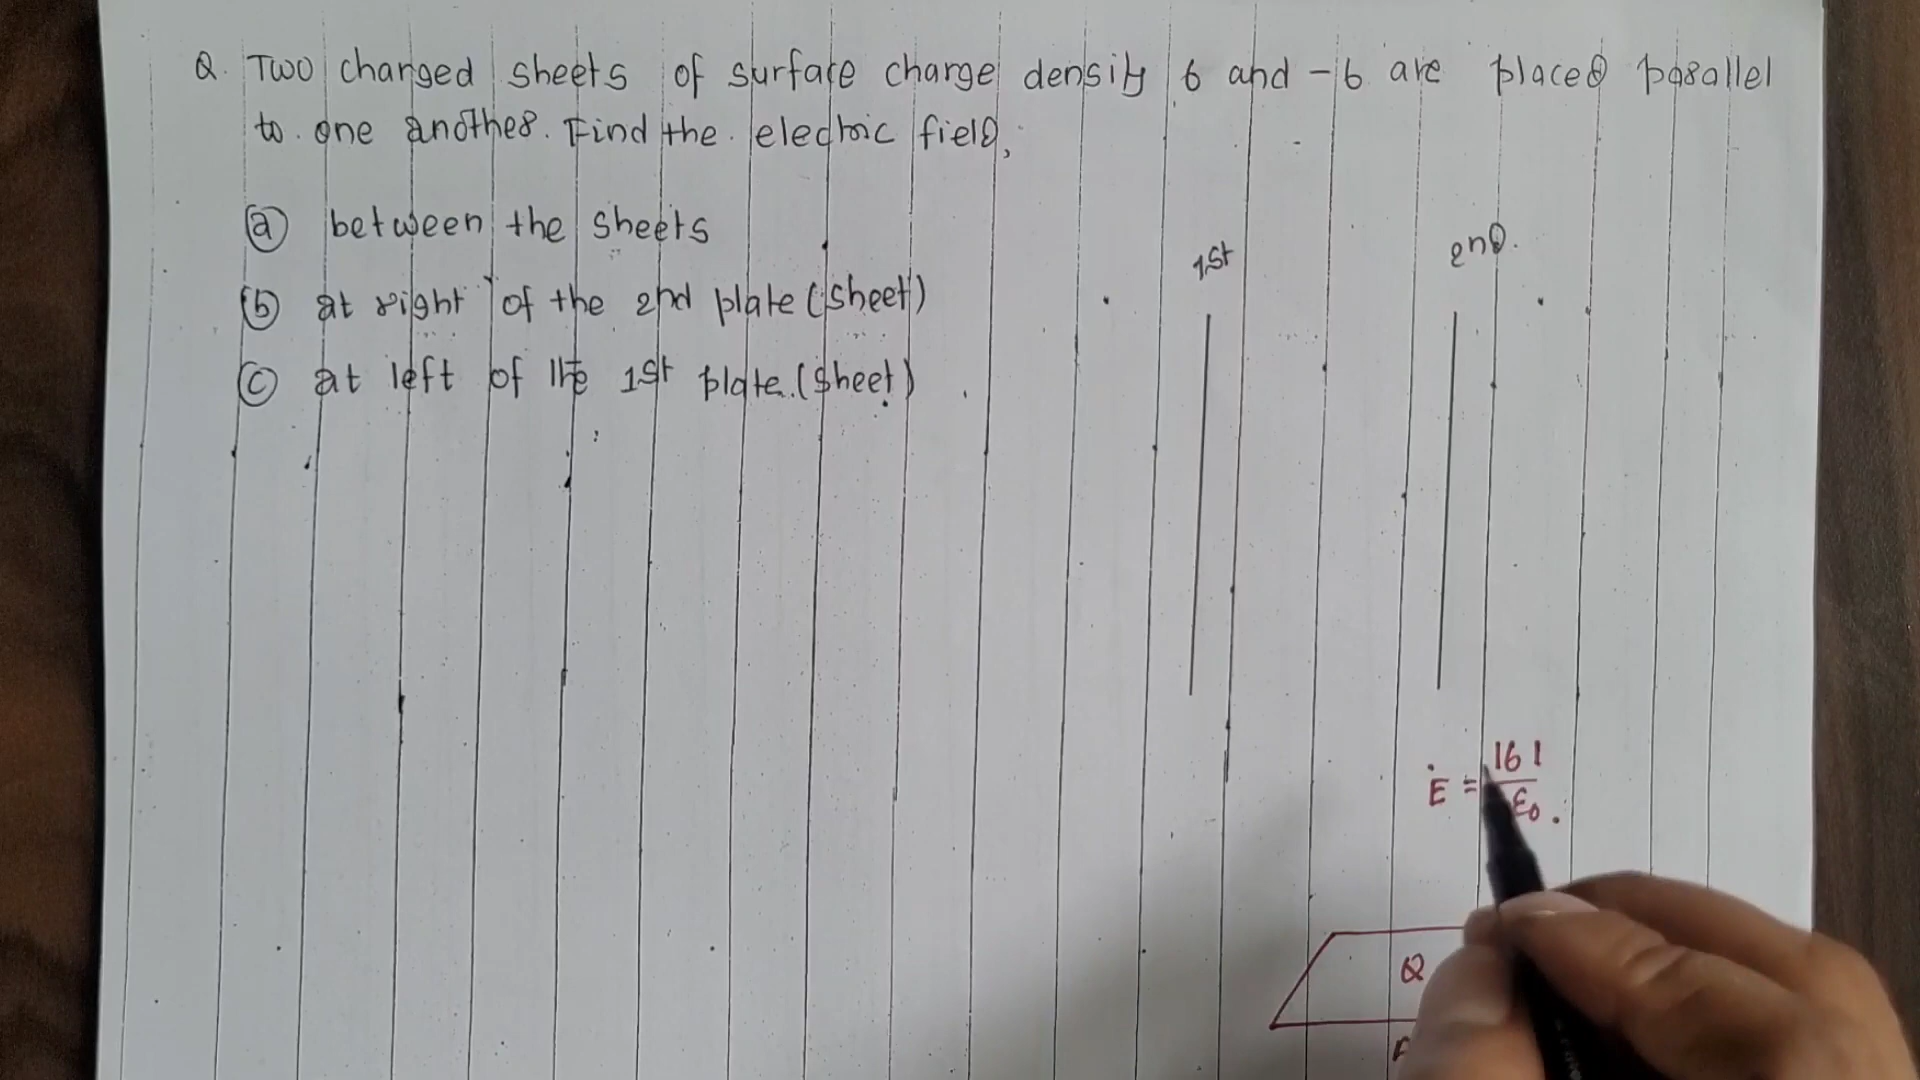 Q. Two charged sheets of surface charge density σ and -σ are placed parallel
to one another. Find the electric field,
(a) between the sheets
(b) at right of the 2nd plate (sheet)
(c) at left of the 1st plate. (sheet)
1st
2nd.
E = |σ|
ε₀.
Q